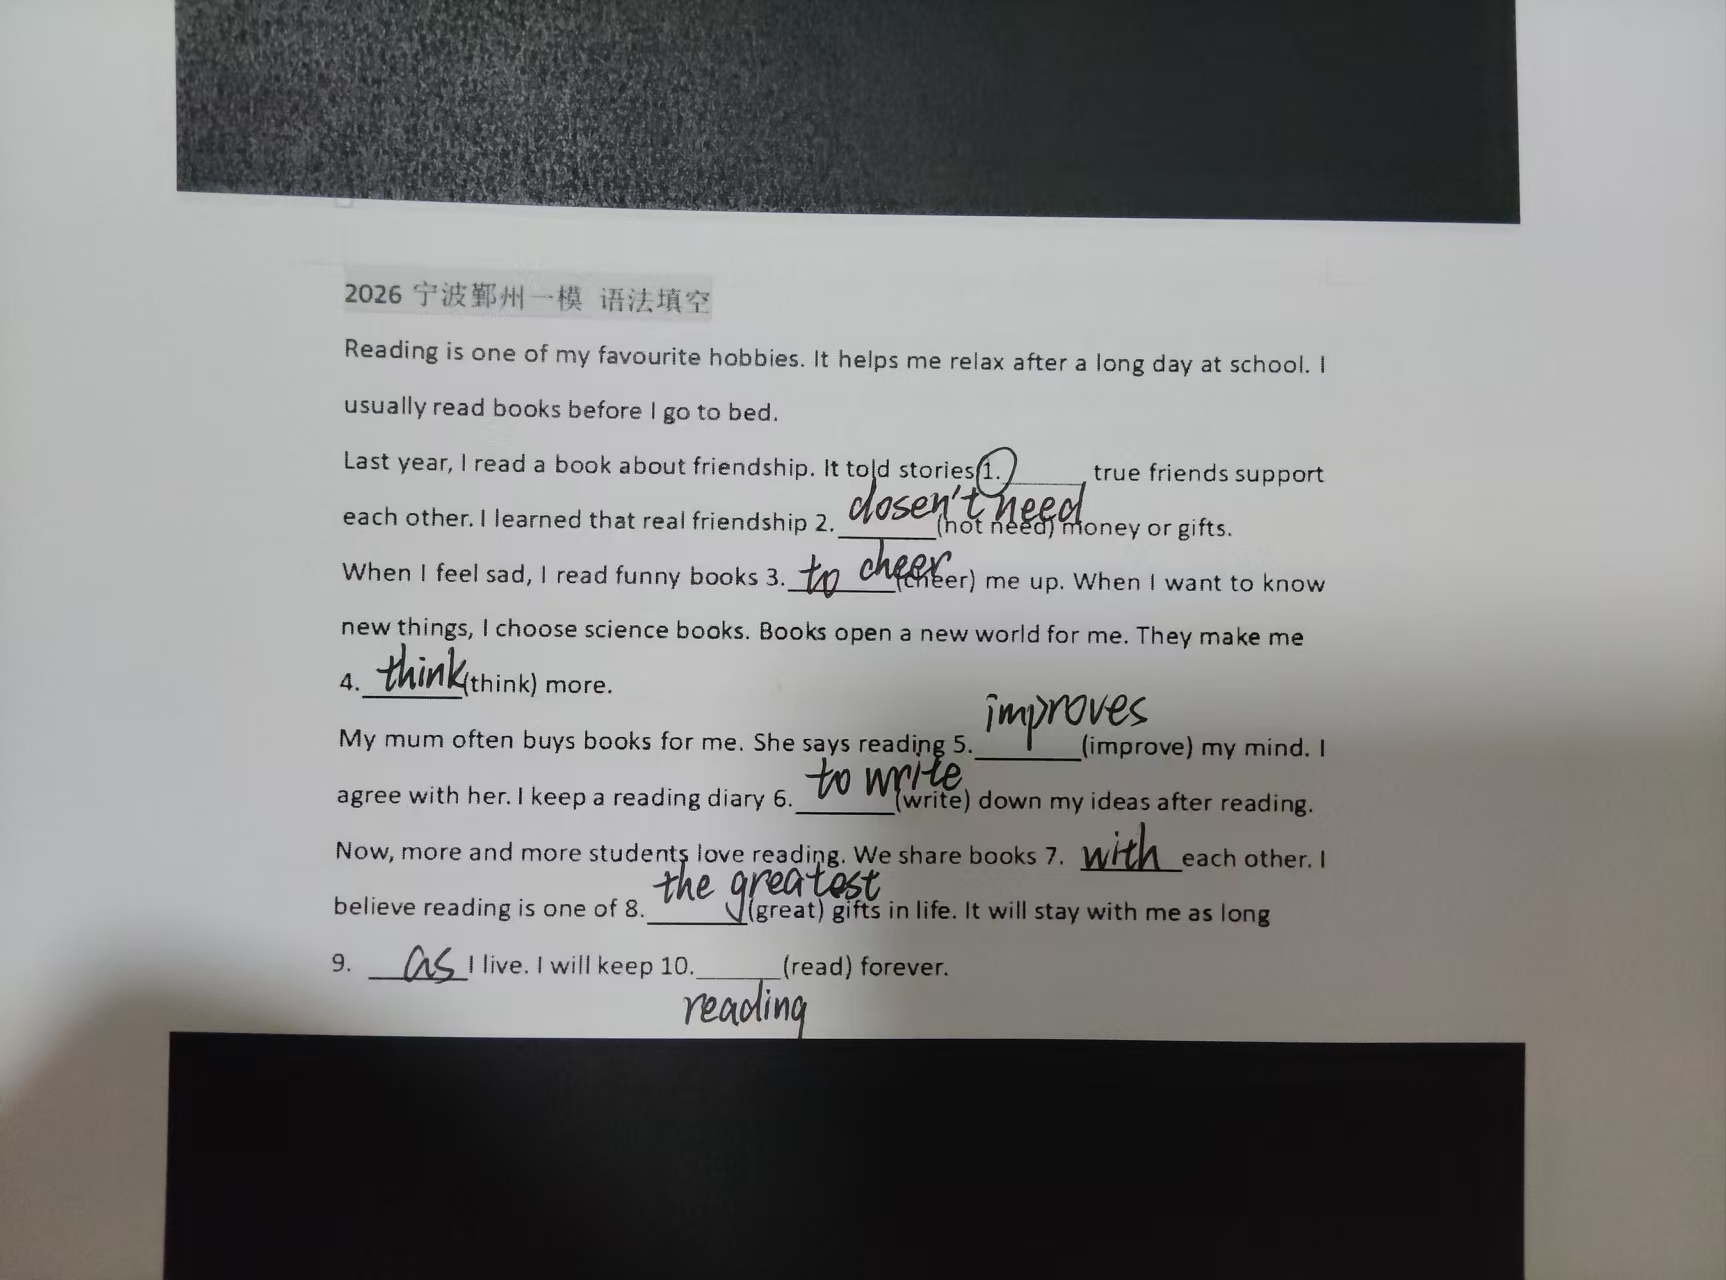 2026 宁波鄞州一模 语法填空
Reading is one of my favourite hobbies. It helps me relax after a long day at school. I
usually read books before I go to bed.
Last year, I read a book about friendship. It told stories 1.______ true friends support
dosen't need
each other. I learned that real friendship 2.______(not need) money or gifts.
to cheer
When I feel sad, I read funny books 3.______(cheer) me up. When I want to know
new things, I choose science books. Books open a new world for me. They make me
4. think (think) more.
improves
My mum often buys books for me. She says reading 5.______(improve) my mind. I
to write
agree with her. I keep a reading diary 6.______(write) down my ideas after reading.
Now, more and more students love reading. We share books 7. with each other. I
the greatest
believe reading is one of 8.______(great) gifts in life. It will stay with me as long
9. as I live. I will keep 10.______(read) forever.
reading